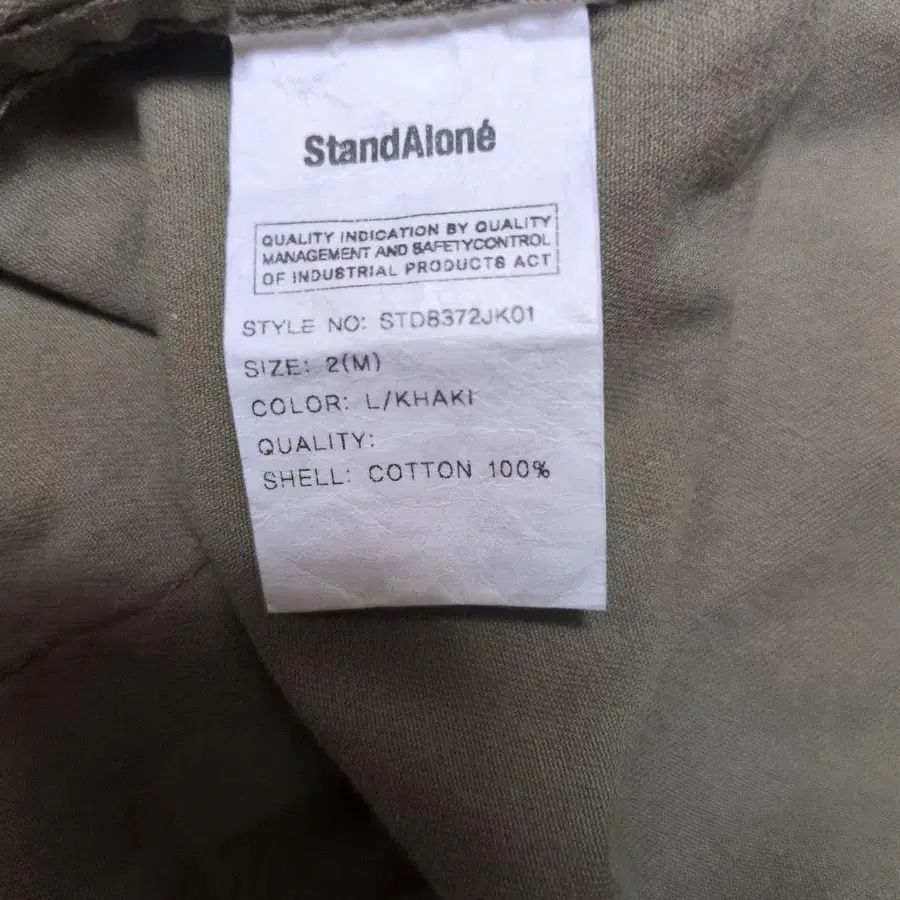 StandAloné
QUALITY INDICATION BY QUALITY
MANAGEMENT AND SAFETYCONTROL
OF INDUSTRIAL PRODUCTS ACT
STYLE NO: STD8372JK01
SIZE: 2(M)
COLOR: L/KHAKI
QUALITY:
SHELL: COTTON 100%